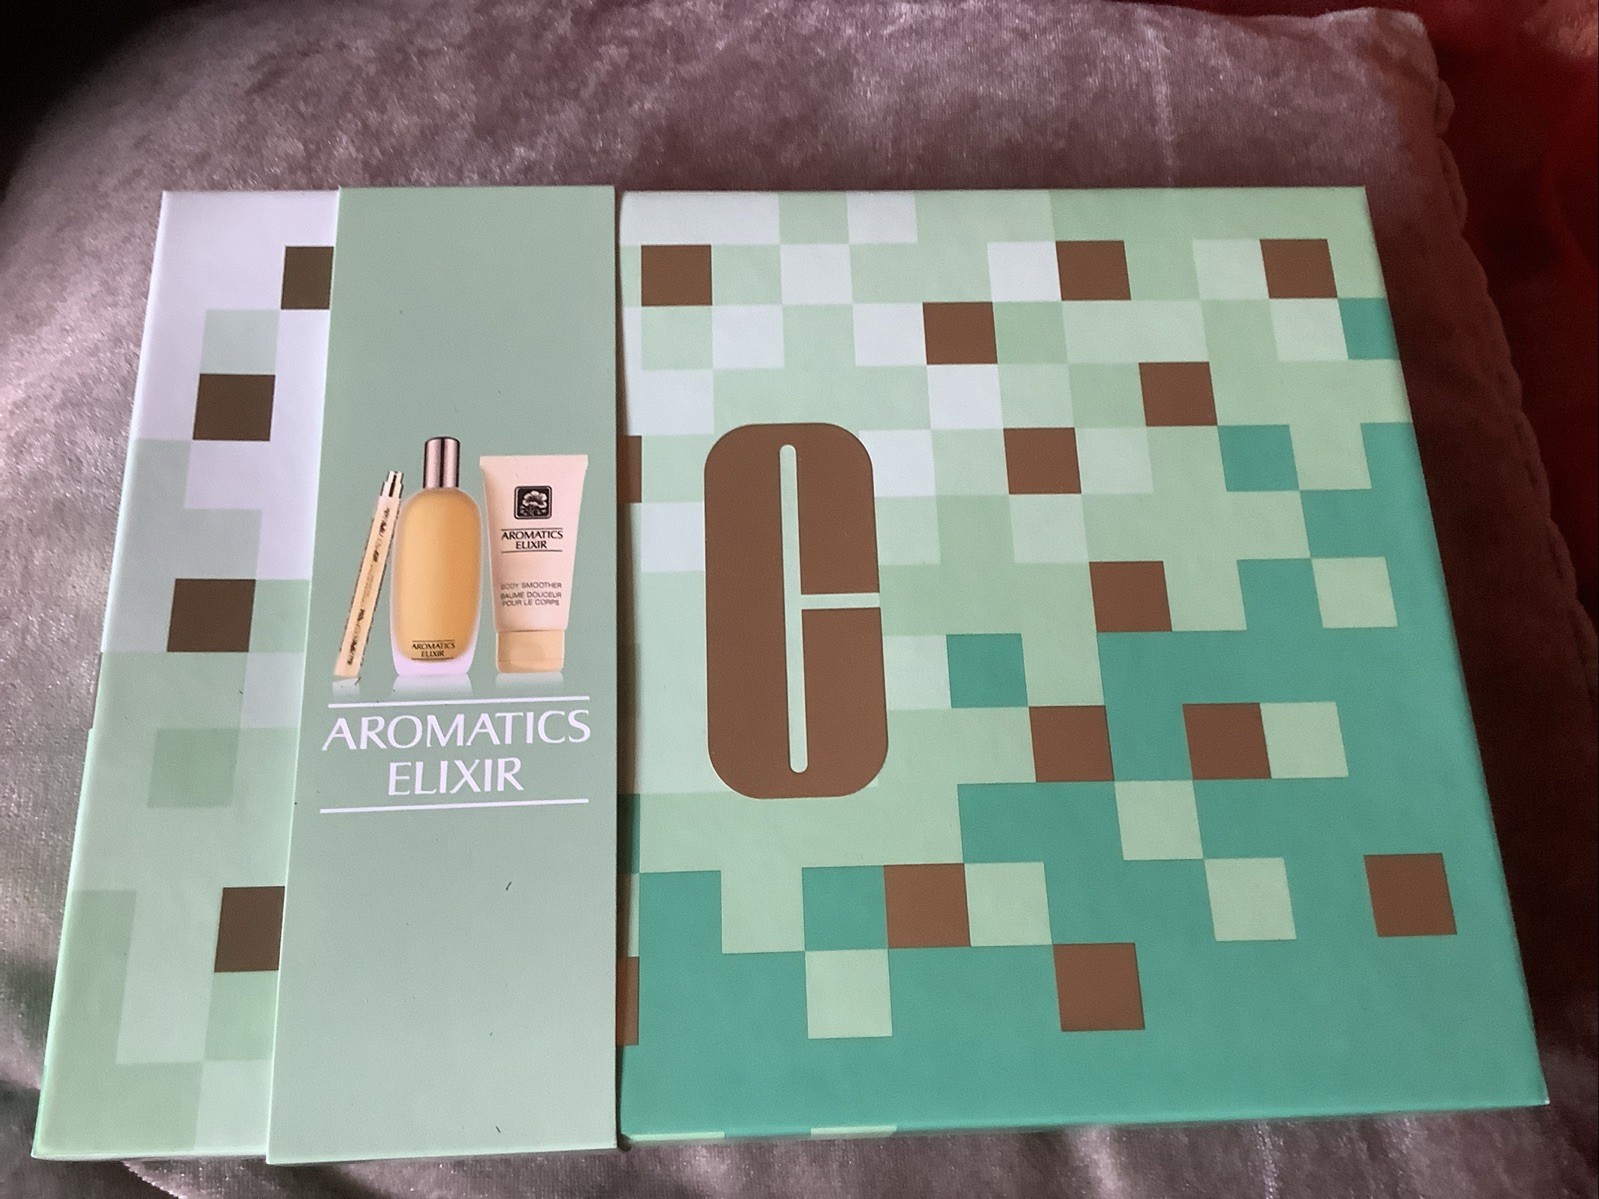 AROMATICS
ELIXIR
BODY SMOOTHER
BAUME DOUCEUR
POUR LE CORPS
AROMATICS
ELIXIR
AROMATICS
ELIXIR
C